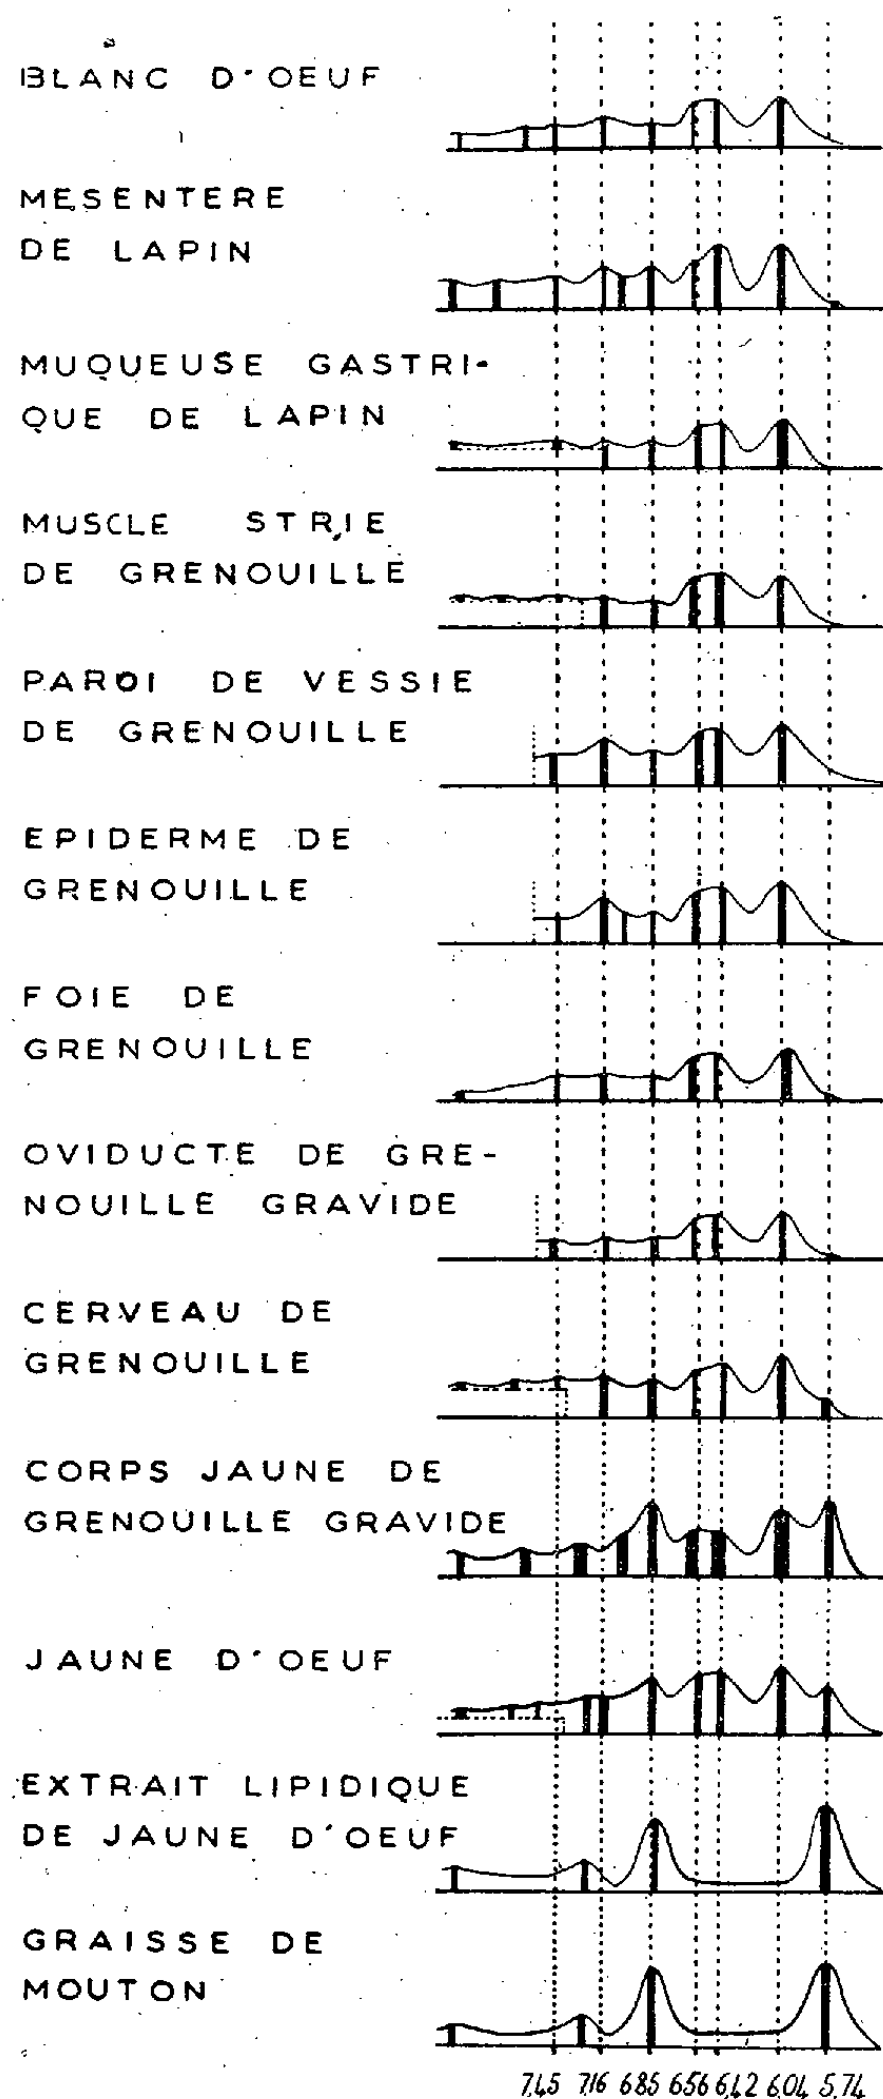 BLANC D'OEUF
MESENTERE
DE LAPIN
MUQUEUSE GASTRI-
QUE DE LAPIN
MUSCLE STRIE
DE GRENOUILLE
PAROI DE VESSIE
DE GRENOUILLE
EPIDERME DE
GRENOUILLE
FOIE DE
GRENOUILLE
OVIDUCTE DE GRE-
NOUILLE GRAVIDE
CERVEAU DE
GRENOUILLE
CORPS JAUNE DE
GRENOUILLE GRAVIDE
JAUNE D'OEUF
EXTRAIT LIPIDIQUE
DE JAUNE D'OEUF
GRAISSE DE
MOUTON
7,45 7,16 6,85 6,56 6,42 6,04 5,74